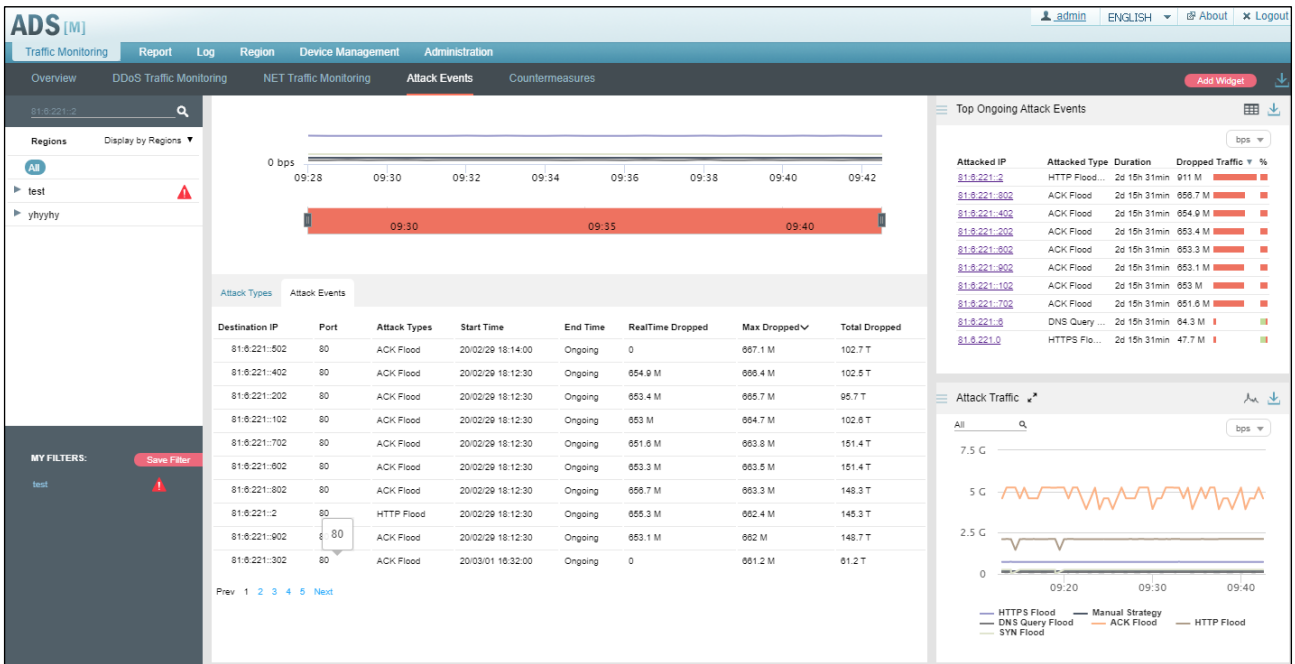 ADS [M]
admin ENGLISH About Logout
Traffic Monitoring Report Log Region Device Management Administration
Overview DDoS Traffic Monitoring NET Traffic Monitoring Attack Events Countermeasures Add Widget
81:6:221::2
Regions Display by Regions ▼
All
test
yhyyhy
MY FILTERS: Save Filter
test
0 bps
09:28 09:30 09:32 09:34 09:36 09:38 09:40 09:42
09:30 09:35 09:40
Attack Types Attack Events
Destination IP Port Attack Types Start Time End Time RealTime Dropped Max Dropped Total Dropped
81:6:221::502 80 ACK Flood 20/02/29 18:14:00 Ongoing 0 667.1 M 102.7 T
81:6:221::402 80 ACK Flood 20/02/29 18:12:30 Ongoing 654.9 M 666.4 M 102.5 T
81:6:221::202 80 ACK Flood 20/02/29 18:12:30 Ongoing 653.4 M 665.7 M 95.7 T
81:6:221::102 80 ACK Flood 20/02/29 18:12:30 Ongoing 653 M 664.7 M 102.6 T
81:6:221::702 80 ACK Flood 20/02/29 18:12:30 Ongoing 651.6 M 663.8 M 151.4 T
81:6:221::602 80 ACK Flood 20/02/29 18:12:30 Ongoing 653.3 M 663.5 M 151.4 T
81:6:221::802 80 ACK Flood 20/02/29 18:12:30 Ongoing 656.7 M 663.3 M 148.3 T
81:6:221::2 80 HTTP Flood 20/02/29 18:12:30 Ongoing 655.3 M 662.4 M 145.3 T
81:6:221::902 80 ACK Flood 20/02/29 18:12:30 Ongoing 653.1 M 662 M 148.7 T
81:6:221::302 80 ACK Flood 20/03/01 16:32:00 Ongoing 0 661.2 M 61.2 T
Prev 1 2 3 4 5 Next
Top Ongoing Attack Events
bps
Attacked IP Attacked Type Duration Dropped Traffic ▼ %
81:6:221::2 HTTP Flood... 2d 15h 31min 911 M
81:6:221::802 ACK Flood 2d 15h 31min 656.7 M
81:6:221::402 ACK Flood 2d 15h 31min 654.9 M
81:6:221::202 ACK Flood 2d 15h 31min 653.4 M
81:6:221::602 ACK Flood 2d 15h 31min 653.3 M
81:6:221::902 ACK Flood 2d 15h 31min 653.1 M
81:6:221::102 ACK Flood 2d 15h 31min 653 M
81:6:221::702 ACK Flood 2d 15h 31min 651.6 M
81:6:221::6 DNS Query ... 2d 15h 31min 64.3 M
81.6.221.0 HTTPS Flo... 2d 15h 31min 47.7 M
Attack Traffic
All bps
7.5 G
5 G
2.5 G
0
09:20 09:30 09:40
HTTPS Flood Manual Strategy
DNS Query Flood ACK Flood HTTP Flood
SYN Flood